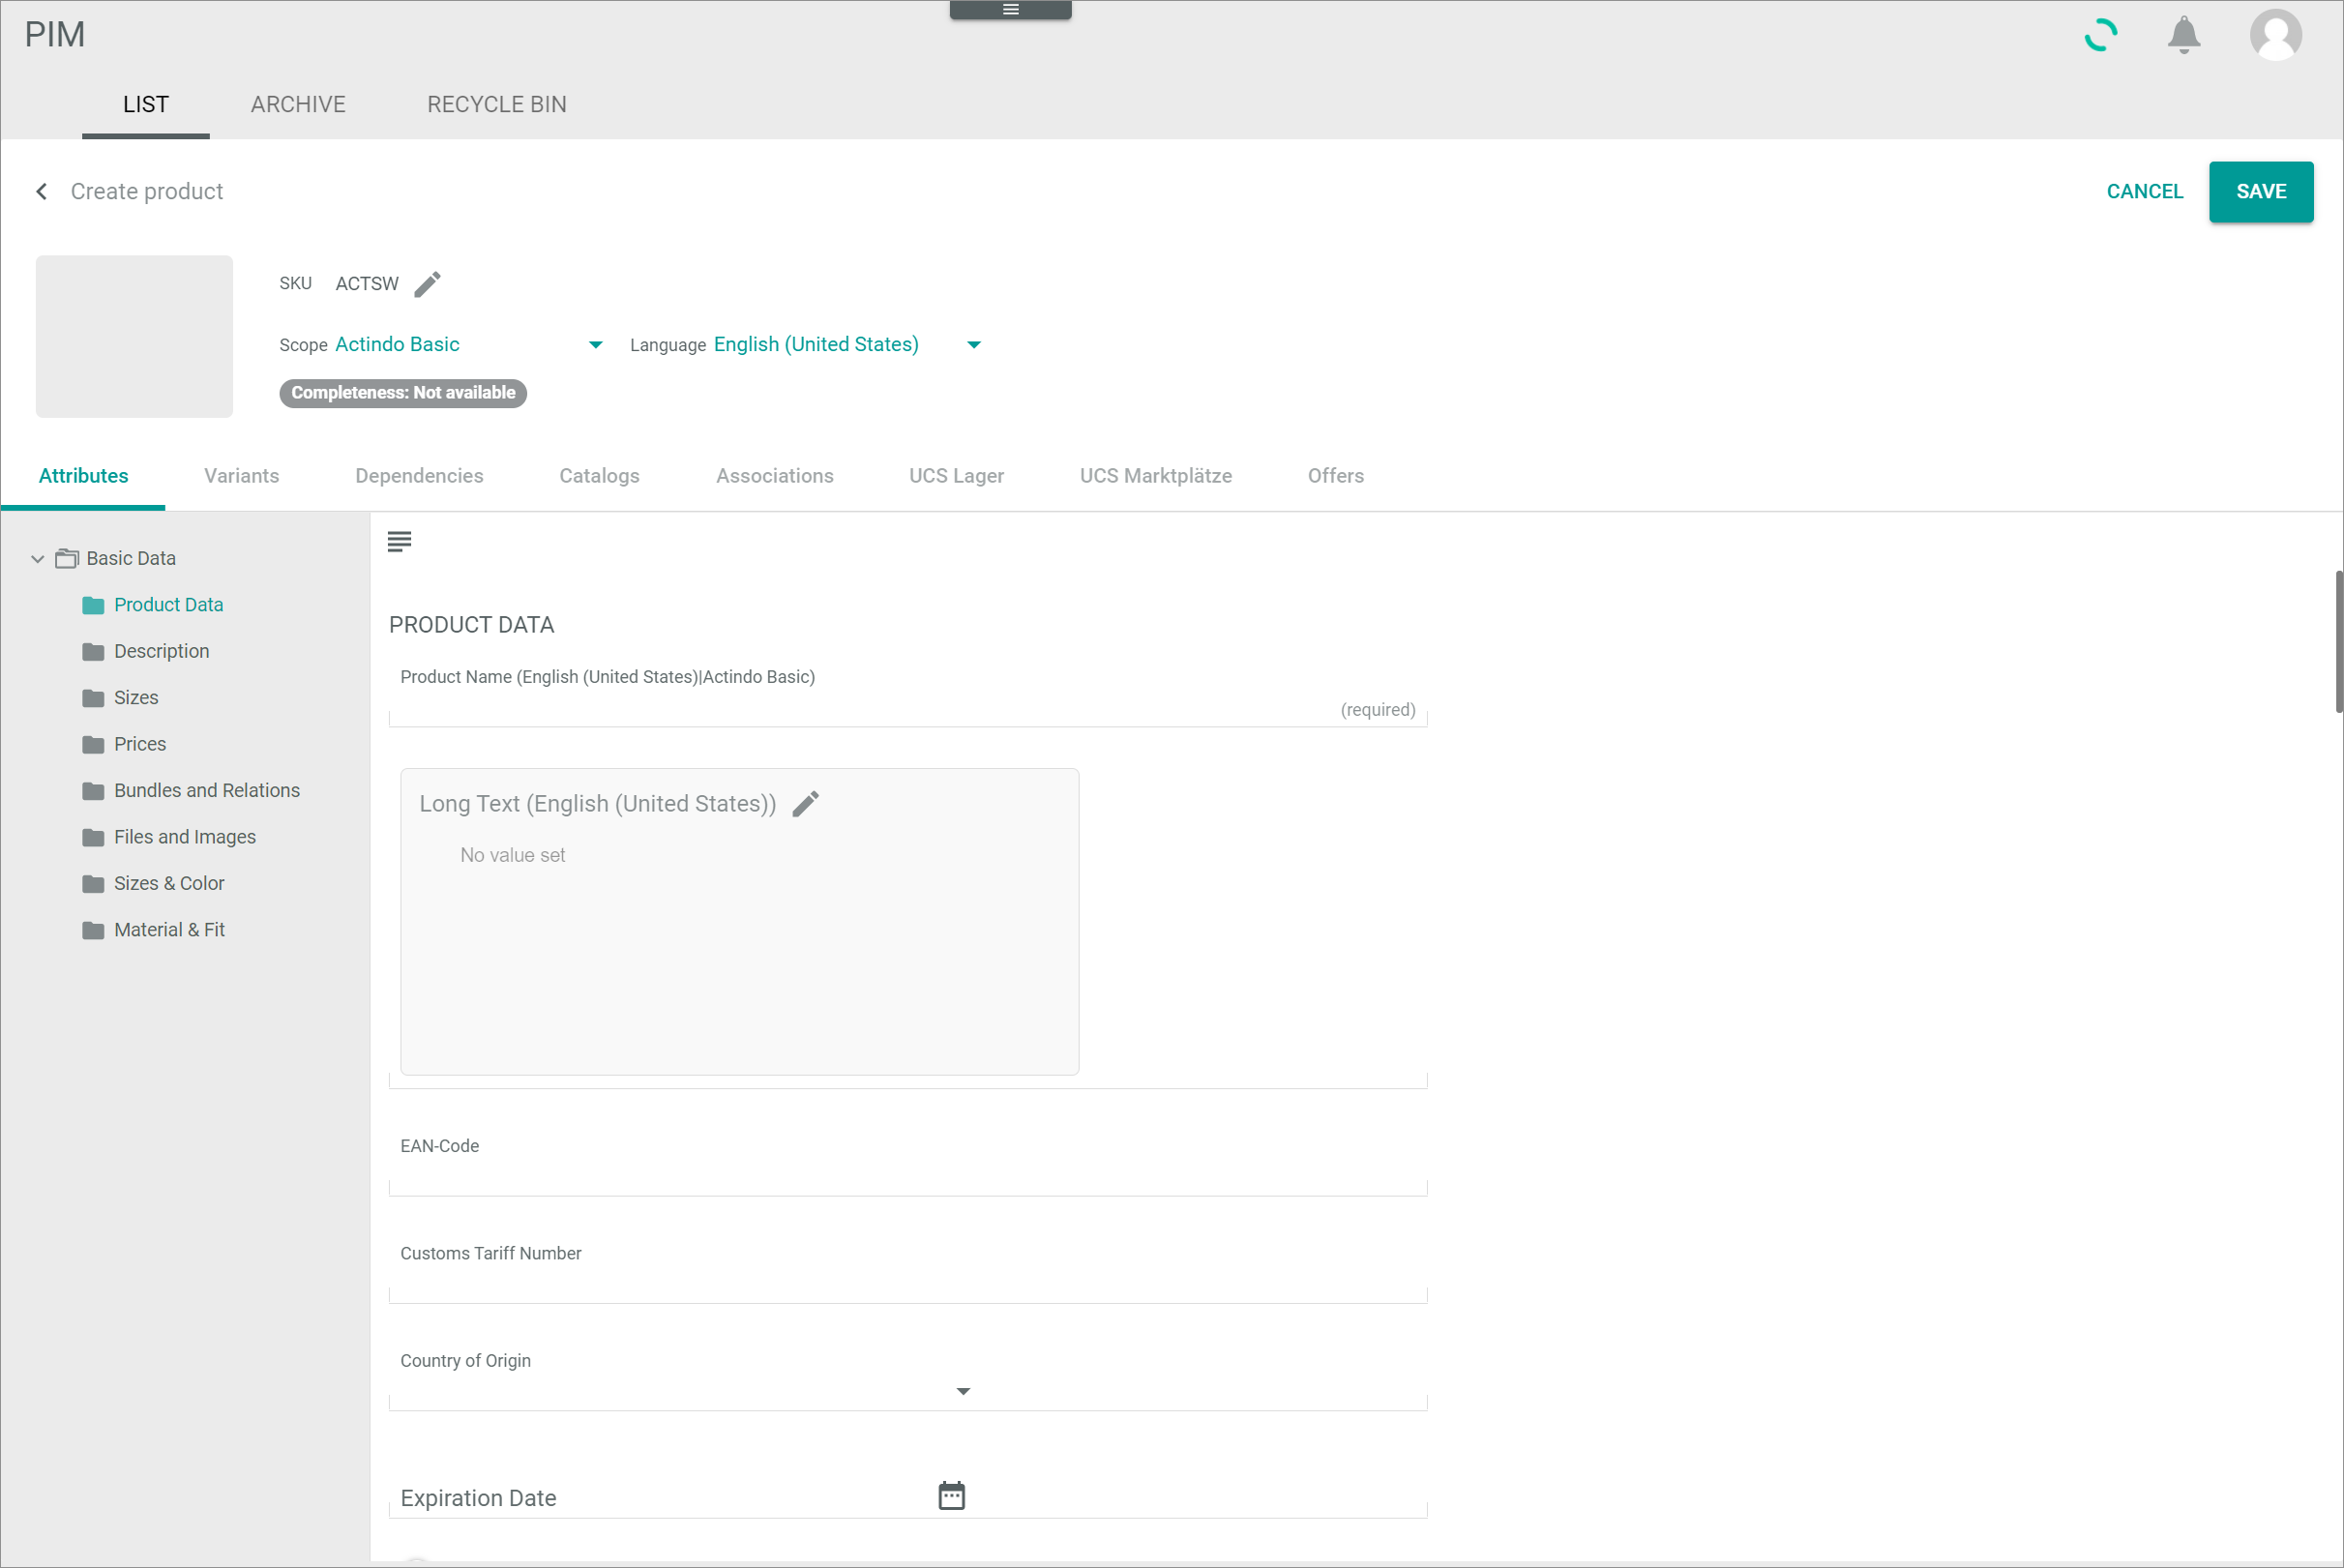 PIM
LIST ARCHIVE RECYCLE BIN
Create product CANCEL SAVE
SKU ACTSW
Scope Actindo Basic Language English (United States)
Completeness: Not available
Attributes Variants Dependencies Catalogs Associations UCS Lager UCS Marktplätze Offers
Basic Data
Product Data
Description
Sizes
Prices
Bundles and Relations
Files and Images
Sizes & Color
Material & Fit
PRODUCT DATA
Product Name (English (United States)|Actindo Basic)
(required)
Long Text (English (United States))
No value set
EAN-Code
Customs Tariff Number
Country of Origin
Expiration Date